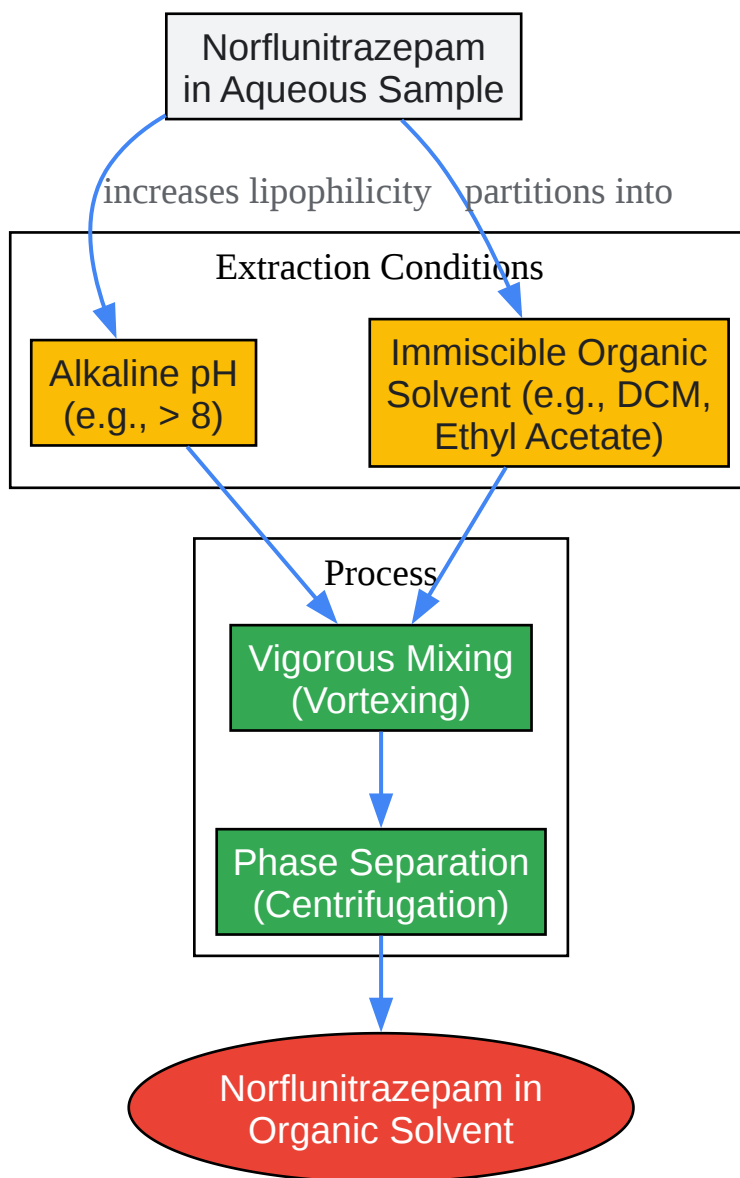 Norflunitrazepam
in Aqueous Sample
increases lipophilicity
partitions into
Extraction Conditions
Alkaline pH
(e.g., > 8)
Immiscible Organic
Solvent (e.g., DCM,
Ethyl Acetate)
Process
Vigorous Mixing
(Vortexing)
Phase Separation
(Centrifugation)
Norflunitrazepam in
Organic Solvent